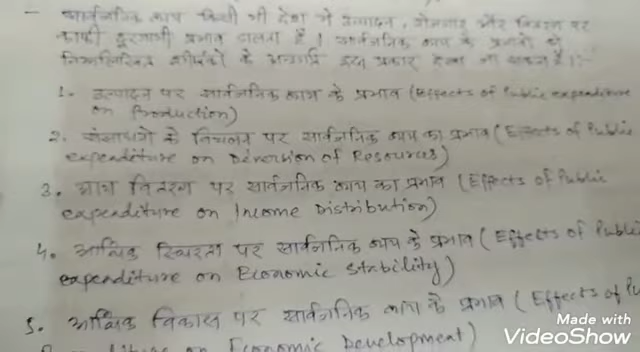 सार्वजनिक व्यय किसी भी देश में उत्पादन, रोजगार और वितरण पर
काफी दूरगामी प्रभाव डालता है। सार्वजनिक व्यय के प्रभावों को
निम्नलिखित शीर्षकों के अन्तर्गत इस प्रकार देखा जा सकता है।:-
1. उत्पादन पर सार्वजनिक व्यय के प्रभाव (Effects of Public expenditure
on Production)
2. संसाधनों के विचलन पर सार्वजनिक व्यय का प्रभाव (Effects of Public
expenditure on Diversion of Resources)
3. आय वितरण पर सार्वजनिक व्यय का प्रभाव (Effects of Public
expenditure on Income Distribution)
4. आर्थिक स्थिरता पर सार्वजनिक व्यय के प्रभाव (Effects of Public
expenditure on Economic Stability)
5. आर्थिक विकास पर सार्वजनिक व्यय के प्रभाव (Effects of Pu
on Economic Development)
Made with
VideoShow